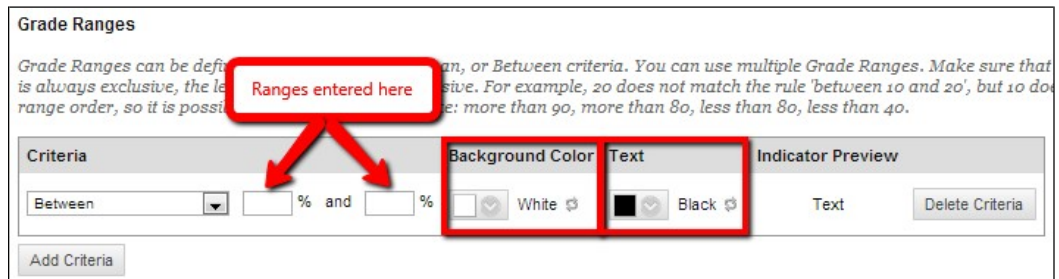 Grade Ranges
Grade Ranges can be defi an, or Between criteria. You can use multiple Grade Ranges. Make sure that
is always exclusive, the le sive. For example, 20 does not match the rule 'between 10 and 20', but 10 doe
range order, so it is possi e: more than 90, more than 80, less than 80, less than 40.
Ranges entered here
Criteria Background Color Text Indicator Preview
Between % and % White Black Text Delete Criteria
Add Criteria